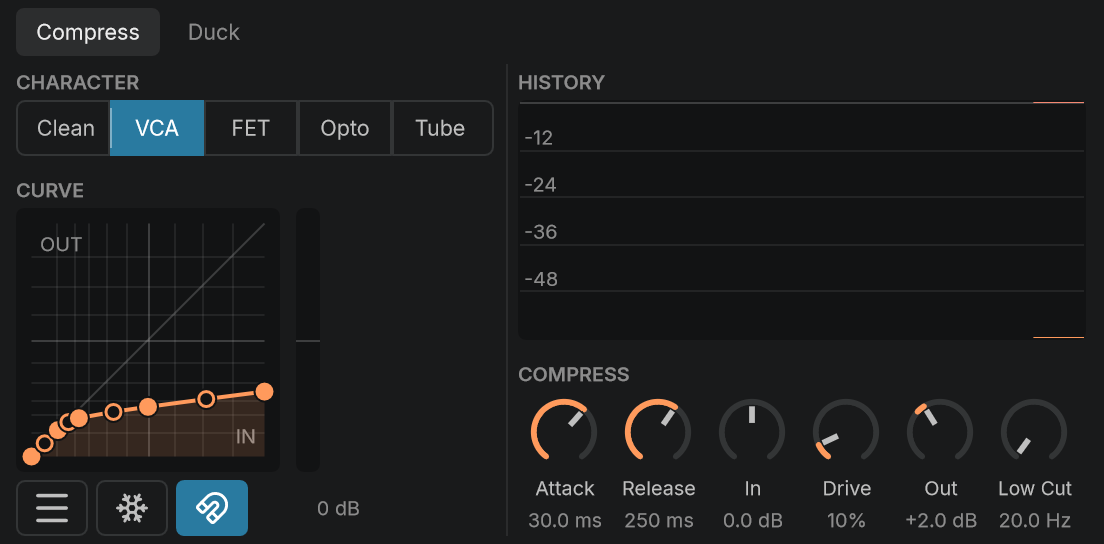 Compress Duck
CHARACTER
Clean VCA FET Opto Tube
CURVE
OUT
IN
0 dB
HISTORY
-12
-24
-36
-48
COMPRESS
Attack Release In Drive Out Low Cut
30.0 ms 250 ms 0.0 dB 10% +2.0 dB 20.0 Hz